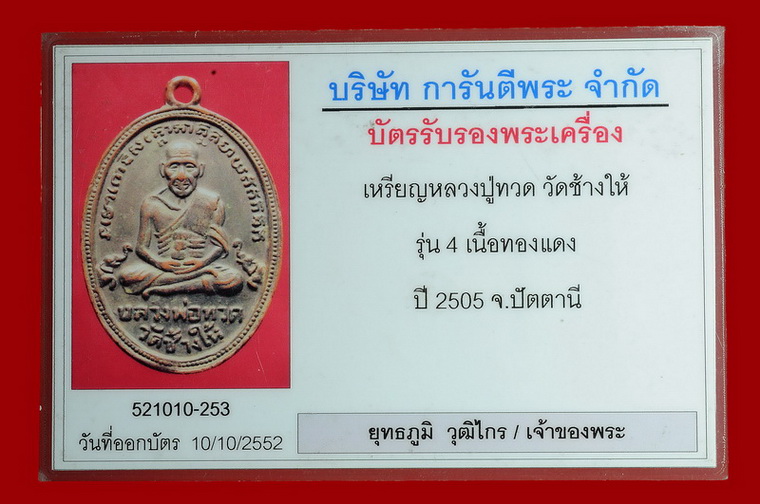 บริษัท การันตีพระ จำกัด
บัตรรับรองพระเครื่อง
เหรียญหลวงปู่ทวด วัดช้างให้
รุ่น 4 เนื้อทองแดง
ปี 2505 จ.ปัตตานี
หลวงพ่อทวด
วัดช้างให้
521010-253
วันที่ออกบัตร 10/10/2552
ยุทธภูมิ วุฒิไกร / เจ้าของพระ